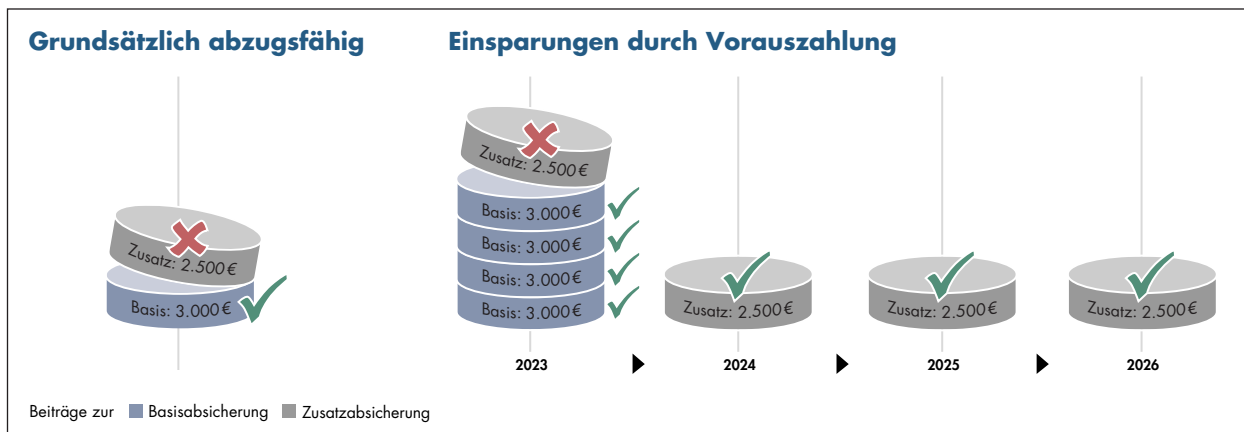 Grundsätzlich abzugsfähig
Zusatz: 2.500 €
Basis: 3.000 €
Einsparungen durch Vorauszahlung
Zusatz: 2.500 €
Basis: 3.000 €
Basis: 3.000 €
Basis: 3.000 €
Basis: 3.000 €
Zusatz: 2.500 €
Zusatz: 2.500 €
Zusatz: 2.500 €
2023
2024
2025
2026
Beiträge zur Basisabsicherung Zusatzabsicherung